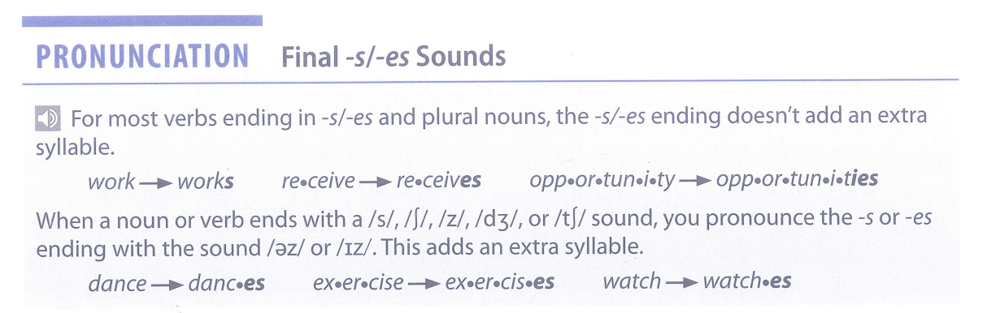 PRONUNCIATION Final -s/-es Sounds
For most verbs ending in -s/-es and plural nouns, the -s/-es ending doesn't add an extra
syllable.
work → works re•ceive → re•ceives opp•or•tun•i•ty → opp•or•tun•i•ties
When a noun or verb ends with a /s/, /ʃ/, /z/, /dʒ/, or /tʃ/ sound, you pronounce the -s or -es
ending with the sound /əz/ or /ɪz/. This adds an extra syllable.
dance → danc•es ex•er•cise → ex•er•cis•es watch → watch•es